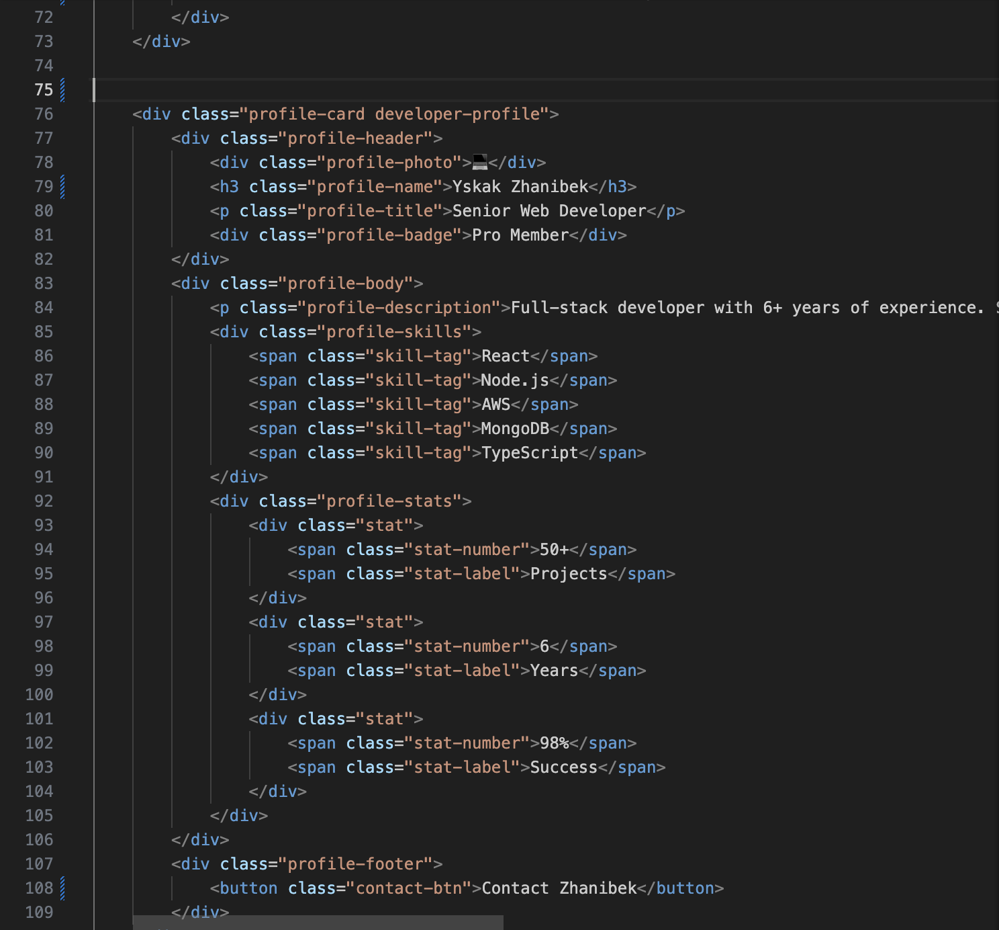 72 </div>
73 </div>
74
75
76 <div class="profile-card developer-profile">
77 <div class="profile-header">
78 <div class="profile-photo">💻</div>
79 <h3 class="profile-name">Yskak Zhanibek</h3>
80 <p class="profile-title">Senior Web Developer</p>
81 <div class="profile-badge">Pro Member</div>
82 </div>
83 <div class="profile-body">
84 <p class="profile-description">Full-stack developer with 6+ years of experience.
85 <div class="profile-skills">
86 <span class="skill-tag">React</span>
87 <span class="skill-tag">Node.js</span>
88 <span class="skill-tag">AWS</span>
89 <span class="skill-tag">MongoDB</span>
90 <span class="skill-tag">TypeScript</span>
91 </div>
92 <div class="profile-stats">
93 <div class="stat">
94 <span class="stat-number">50+</span>
95 <span class="stat-label">Projects</span>
96 </div>
97 <div class="stat">
98 <span class="stat-number">6</span>
99 <span class="stat-label">Years</span>
100 </div>
101 <div class="stat">
102 <span class="stat-number">98%</span>
103 <span class="stat-label">Success</span>
104 </div>
105 </div>
106 </div>
107 <div class="profile-footer">
108 <button class="contact-btn">Contact Zhanibek</button>
109 </div>